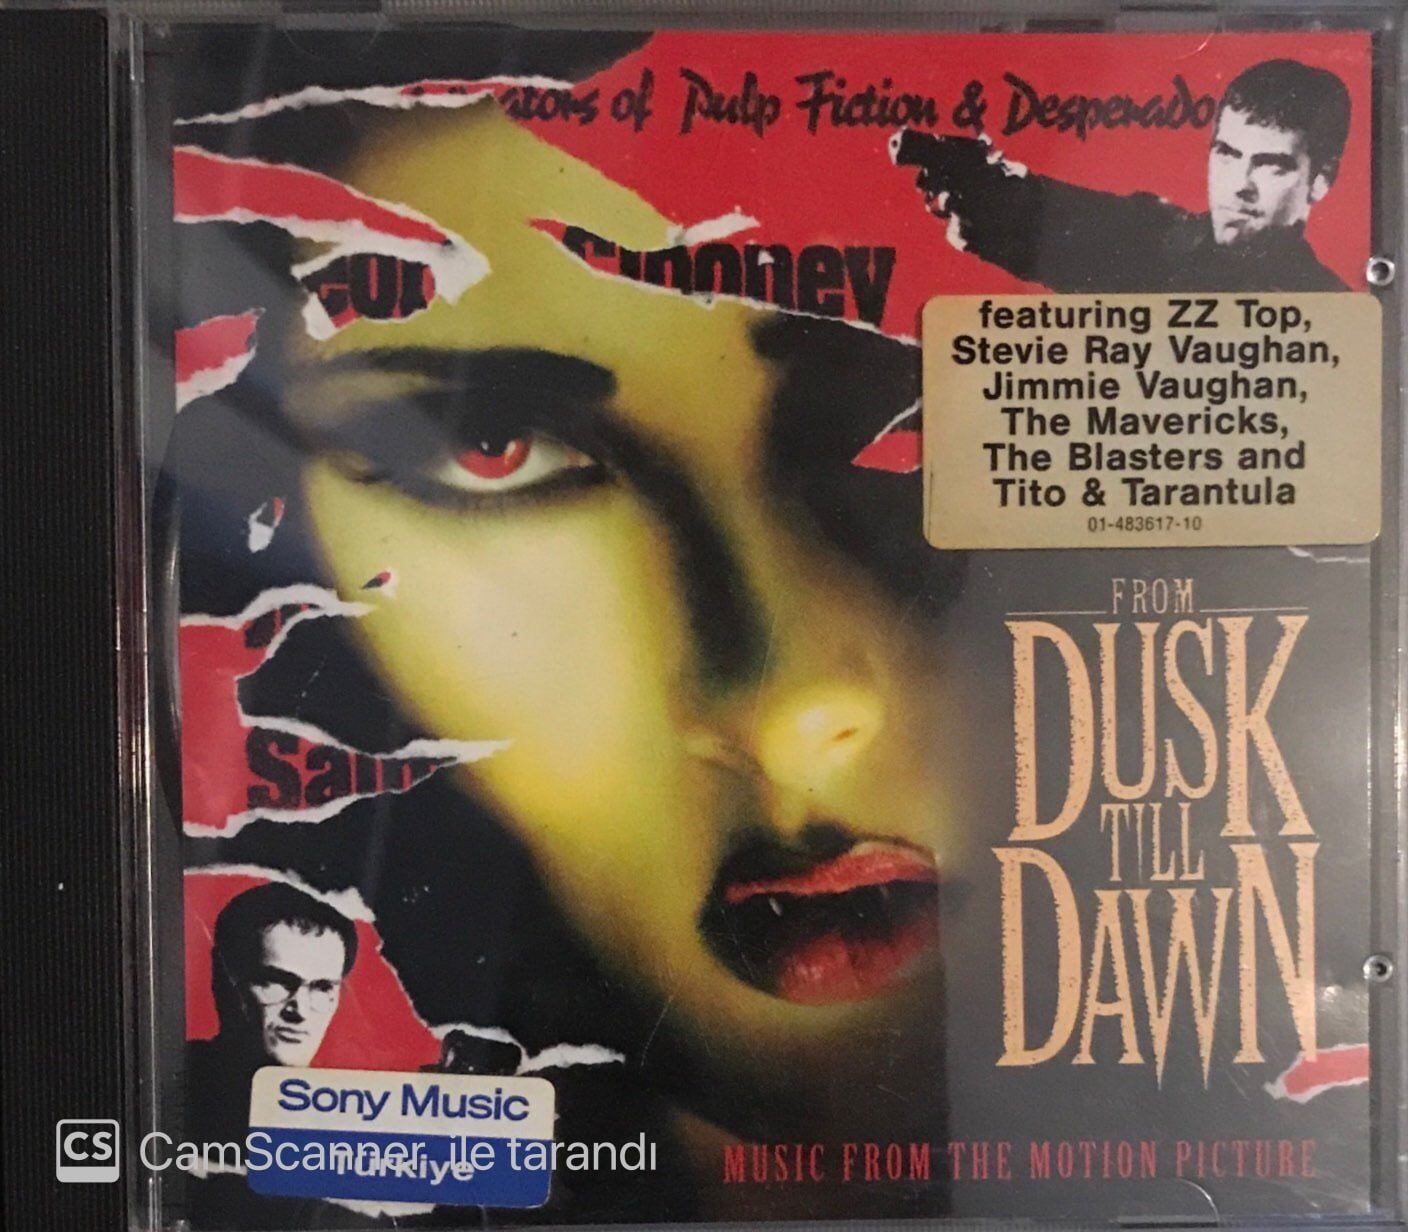 of Pulp Fiction & Desperado
featuring ZZ Top,
Stevie Ray Vaughan,
Jimmie Vaughan,
The Mavericks,
The Blasters and
Tito & Tarantula
01-483617-10
FROM
DUSK
TILL
DAWN
MUSIC FROM THE MOTION PICTURE
Sony Music
Türkiye
CS CamScanner ile tarandı